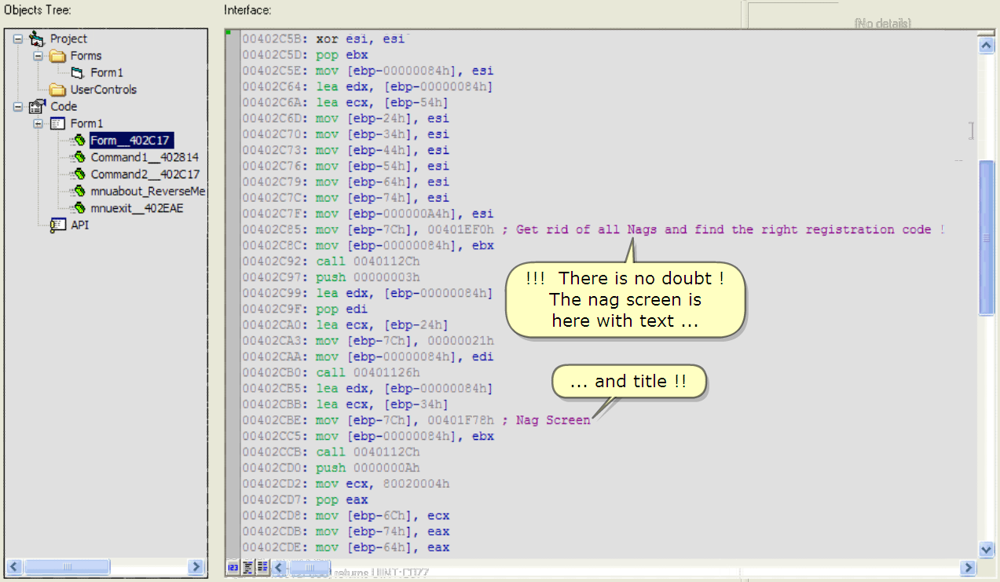 Objects Tree:
Interface:
(No details)
Project
Forms
Form1
UserControls
Code
Form1
Form__402C17
Command1__402814
Command2__402C17
mnuabout_ReverseMe
mnuexit__402EAE
API
00402C5B: xor esi, esi
00402C5D: pop ebx
00402C5E: mov [ebp-00000084h], esi
00402C64: lea edx, [ebp-00000084h]
00402C6A: lea ecx, [ebp-54h]
00402C6D: mov [ebp-24h], esi
00402C70: mov [ebp-34h], esi
00402C73: mov [ebp-44h], esi
00402C76: mov [ebp-54h], esi
00402C79: mov [ebp-64h], esi
00402C7C: mov [ebp-74h], esi
00402C7F: mov [ebp-000000A4h], esi
00402C85: mov [ebp-7Ch], 00401EF0h ; Get rid of all Nags and find the right registration code !
00402C8C: mov [ebp-00000084h], ebx
00402C92: call 0040112Ch
00402C97: push 00000003h
00402C99: lea edx, [ebp-00000084h]
00402C9F: pop edi
00402CA0: lea ecx, [ebp-24h]
00402CA3: mov [ebp-7Ch], 00000021h
00402CAA: mov [ebp-00000084h], edi
00402CB0: call 00401126h
00402CB5: lea edx, [ebp-00000084h]
00402CBB: lea ecx, [ebp-34h]
00402CBE: mov [ebp-7Ch], 00401F78h ; Nag Screen
00402CC5: mov [ebp-00000084h], ebx
00402CCB: call 0040112Ch
00402CD0: push 0000000Ah
00402CD2: mov ecx, 80020004h
00402CD7: pop eax
00402CD8: mov [ebp-6Ch], ecx
00402CDB: mov [ebp-74h], eax
00402CDE: mov [ebp-64h], eax
!!! There is no doubt !
The nag screen is
here with text ...
... and title !!
123
returns UINT;C077